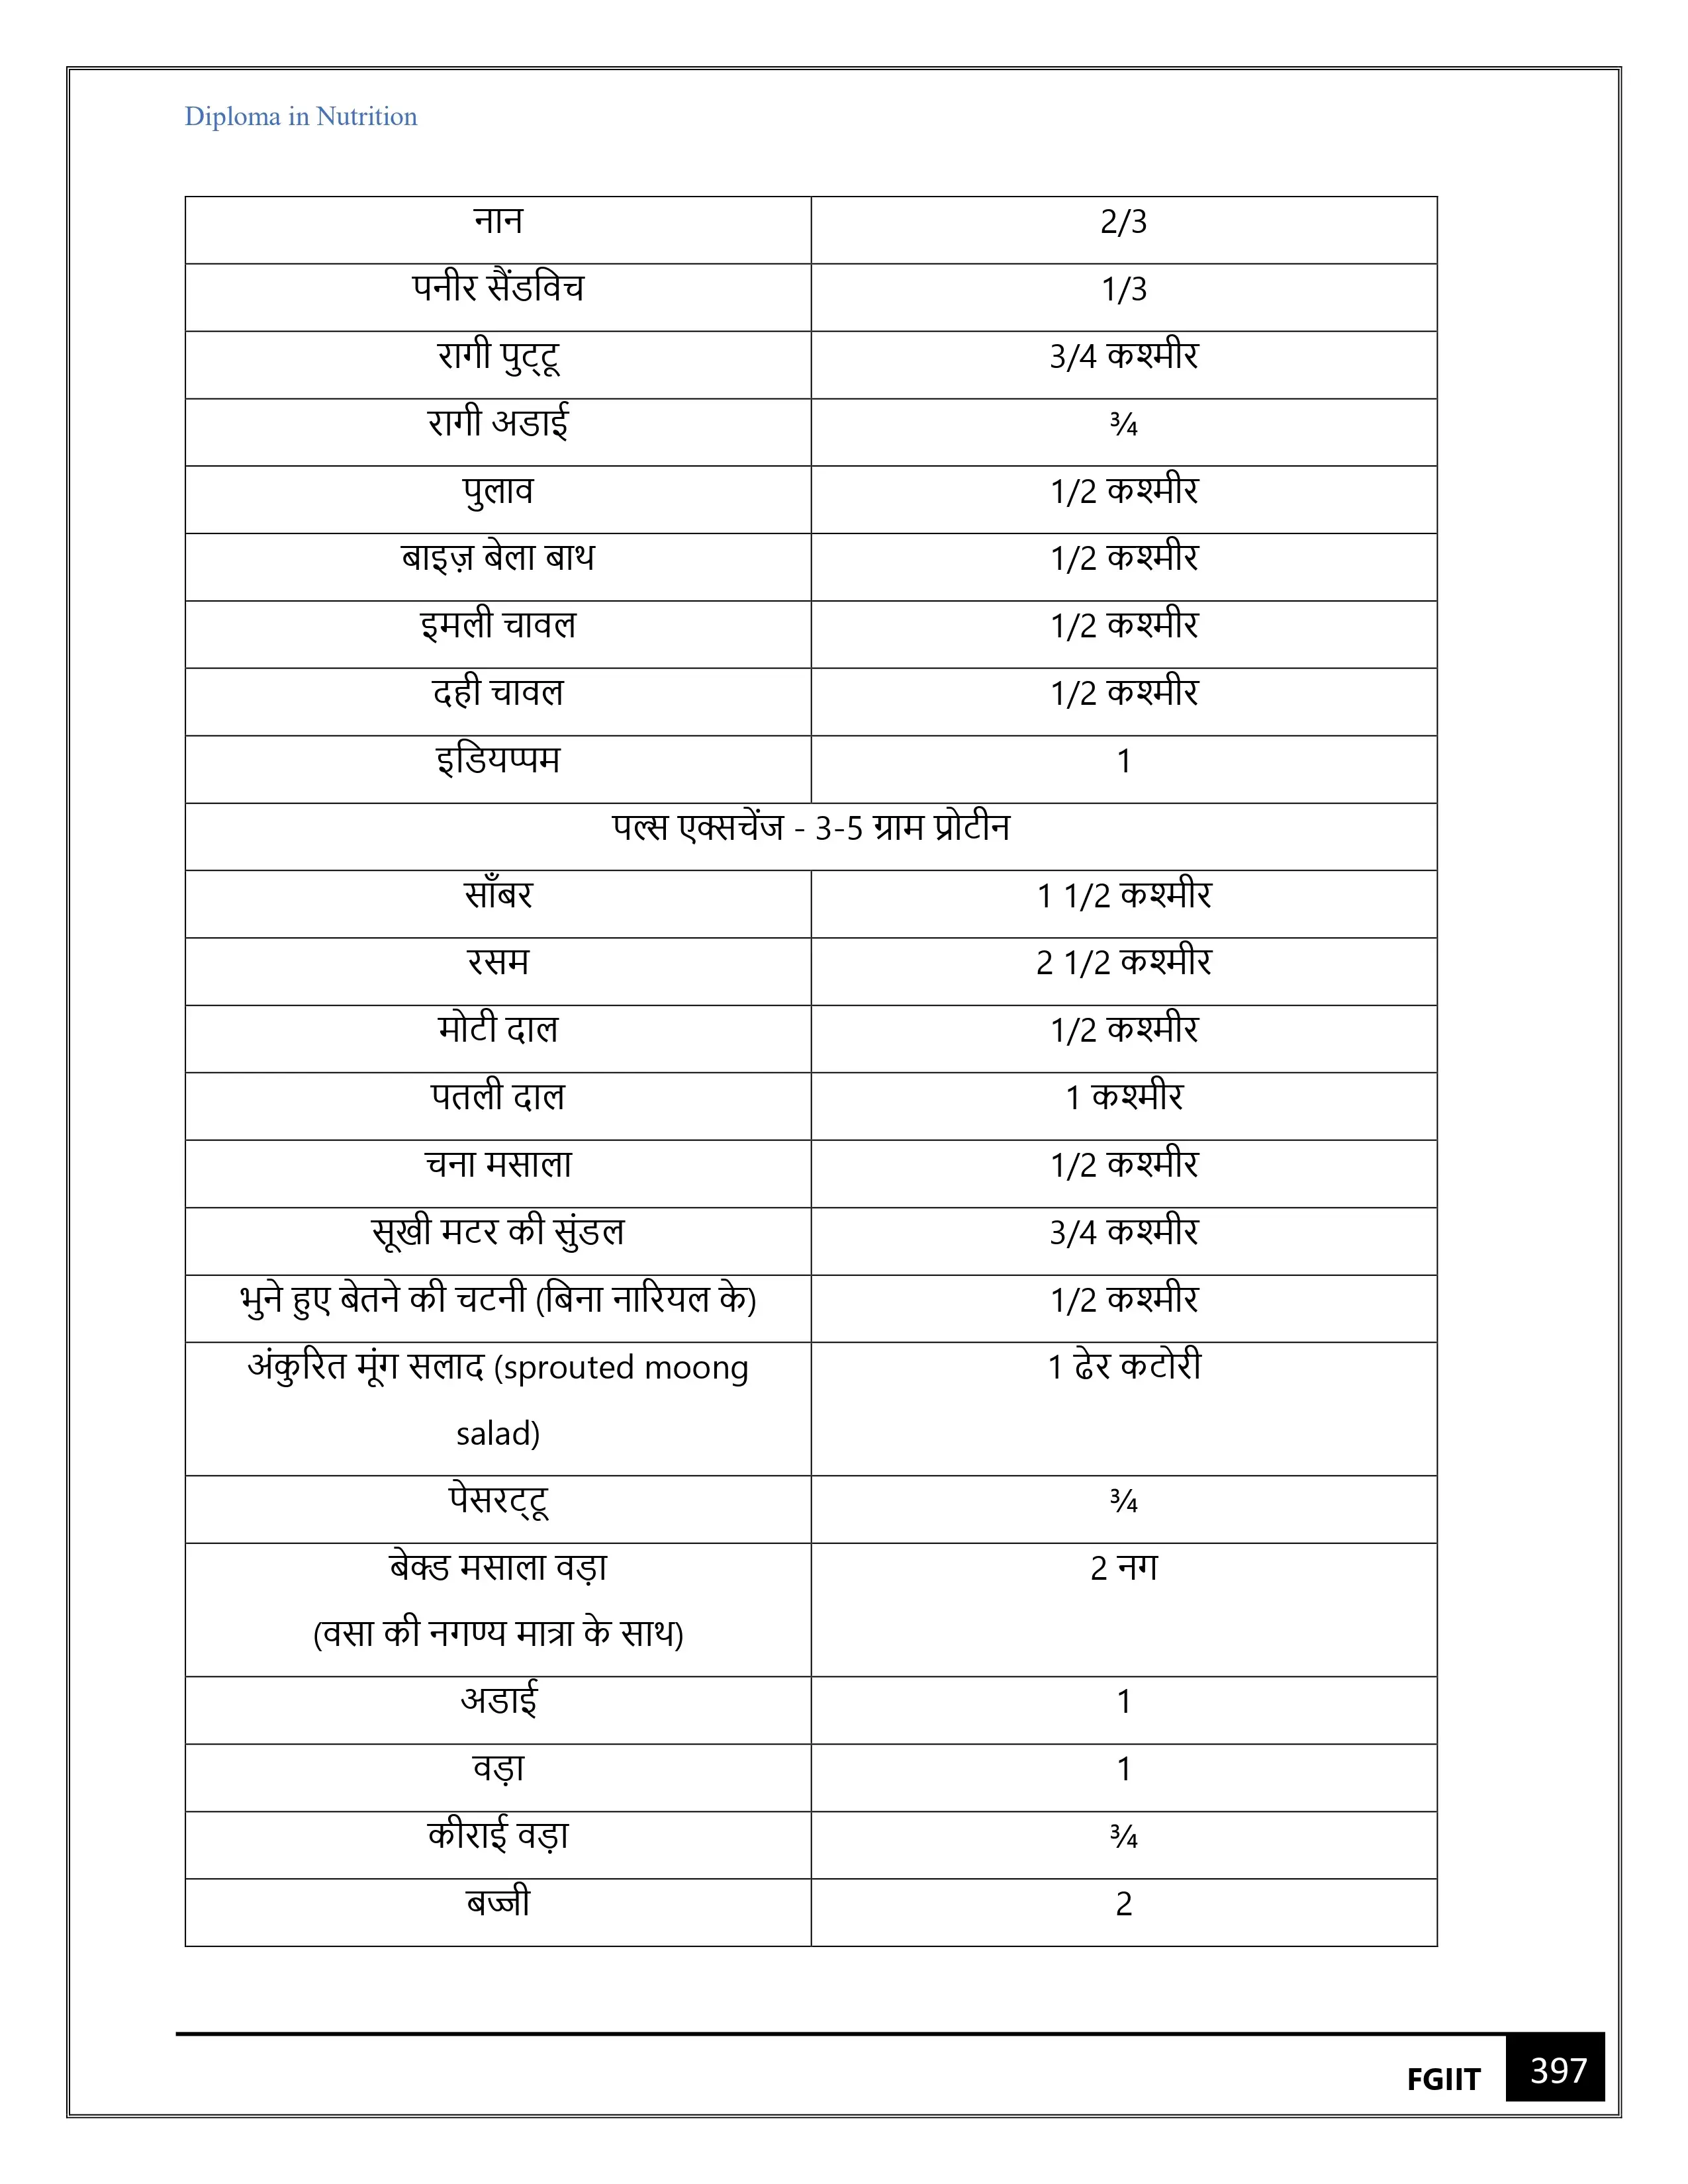 Diploma in Nutrition
नान 2/3
पनीर सैंडविच 1/3
रागी पुट्टू 3/4 कश्मीर
रागी अडाई ¾
पुलाव 1/2 कश्मीर
बाइज़ बेला बाथ 1/2 कश्मीर
इमली चावल 1/2 कश्मीर
दही चावल 1/2 कश्मीर
इडियप्पम 1
पल्स एक्सचेंज - 3-5 ग्राम प्रोटीन
साँबर 1 1/2 कश्मीर
रसम 2 1/2 कश्मीर
मोटी दाल 1/2 कश्मीर
पतली दाल 1 कश्मीर
चना मसाला 1/2 कश्मीर
सूखी मटर की सुंडल 3/4 कश्मीर
भुने हुए बेतने की चटनी (बिना नारियल के) 1/2 कश्मीर
अंकुरित मूंग सलाद (sprouted moong 1 ढेर कटोरी
salad)
पेसरट्टू ¾
बेक्ड मसाला वड़ा 2 नग
(वसा की नगण्य मात्रा के साथ)
अडाई 1
वड़ा 1
कीराई वड़ा ¾
बज्जी 2
FGIIT 397